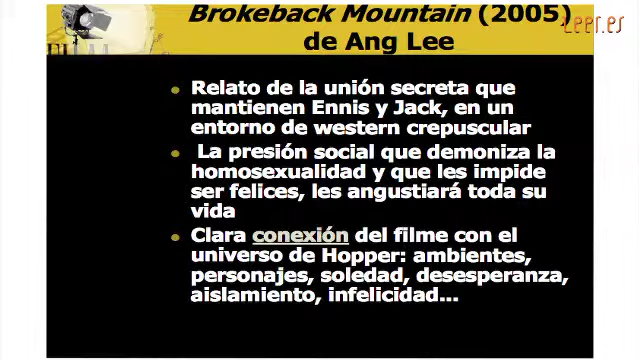 Brokeback Mountain (2005)
de Ang Lee
Leer.es
Relato de la unión secreta que
mantienen Ennis y Jack, en un
entorno de western crepuscular
La presión social que demoniza la
homosexualidad y que les impide
ser felices, les angustiará toda su
vida
Clara conexión del filme con el
universo de Hopper: ambientes,
personajes, soledad, desesperanza,
aislamiento, infelicidad...